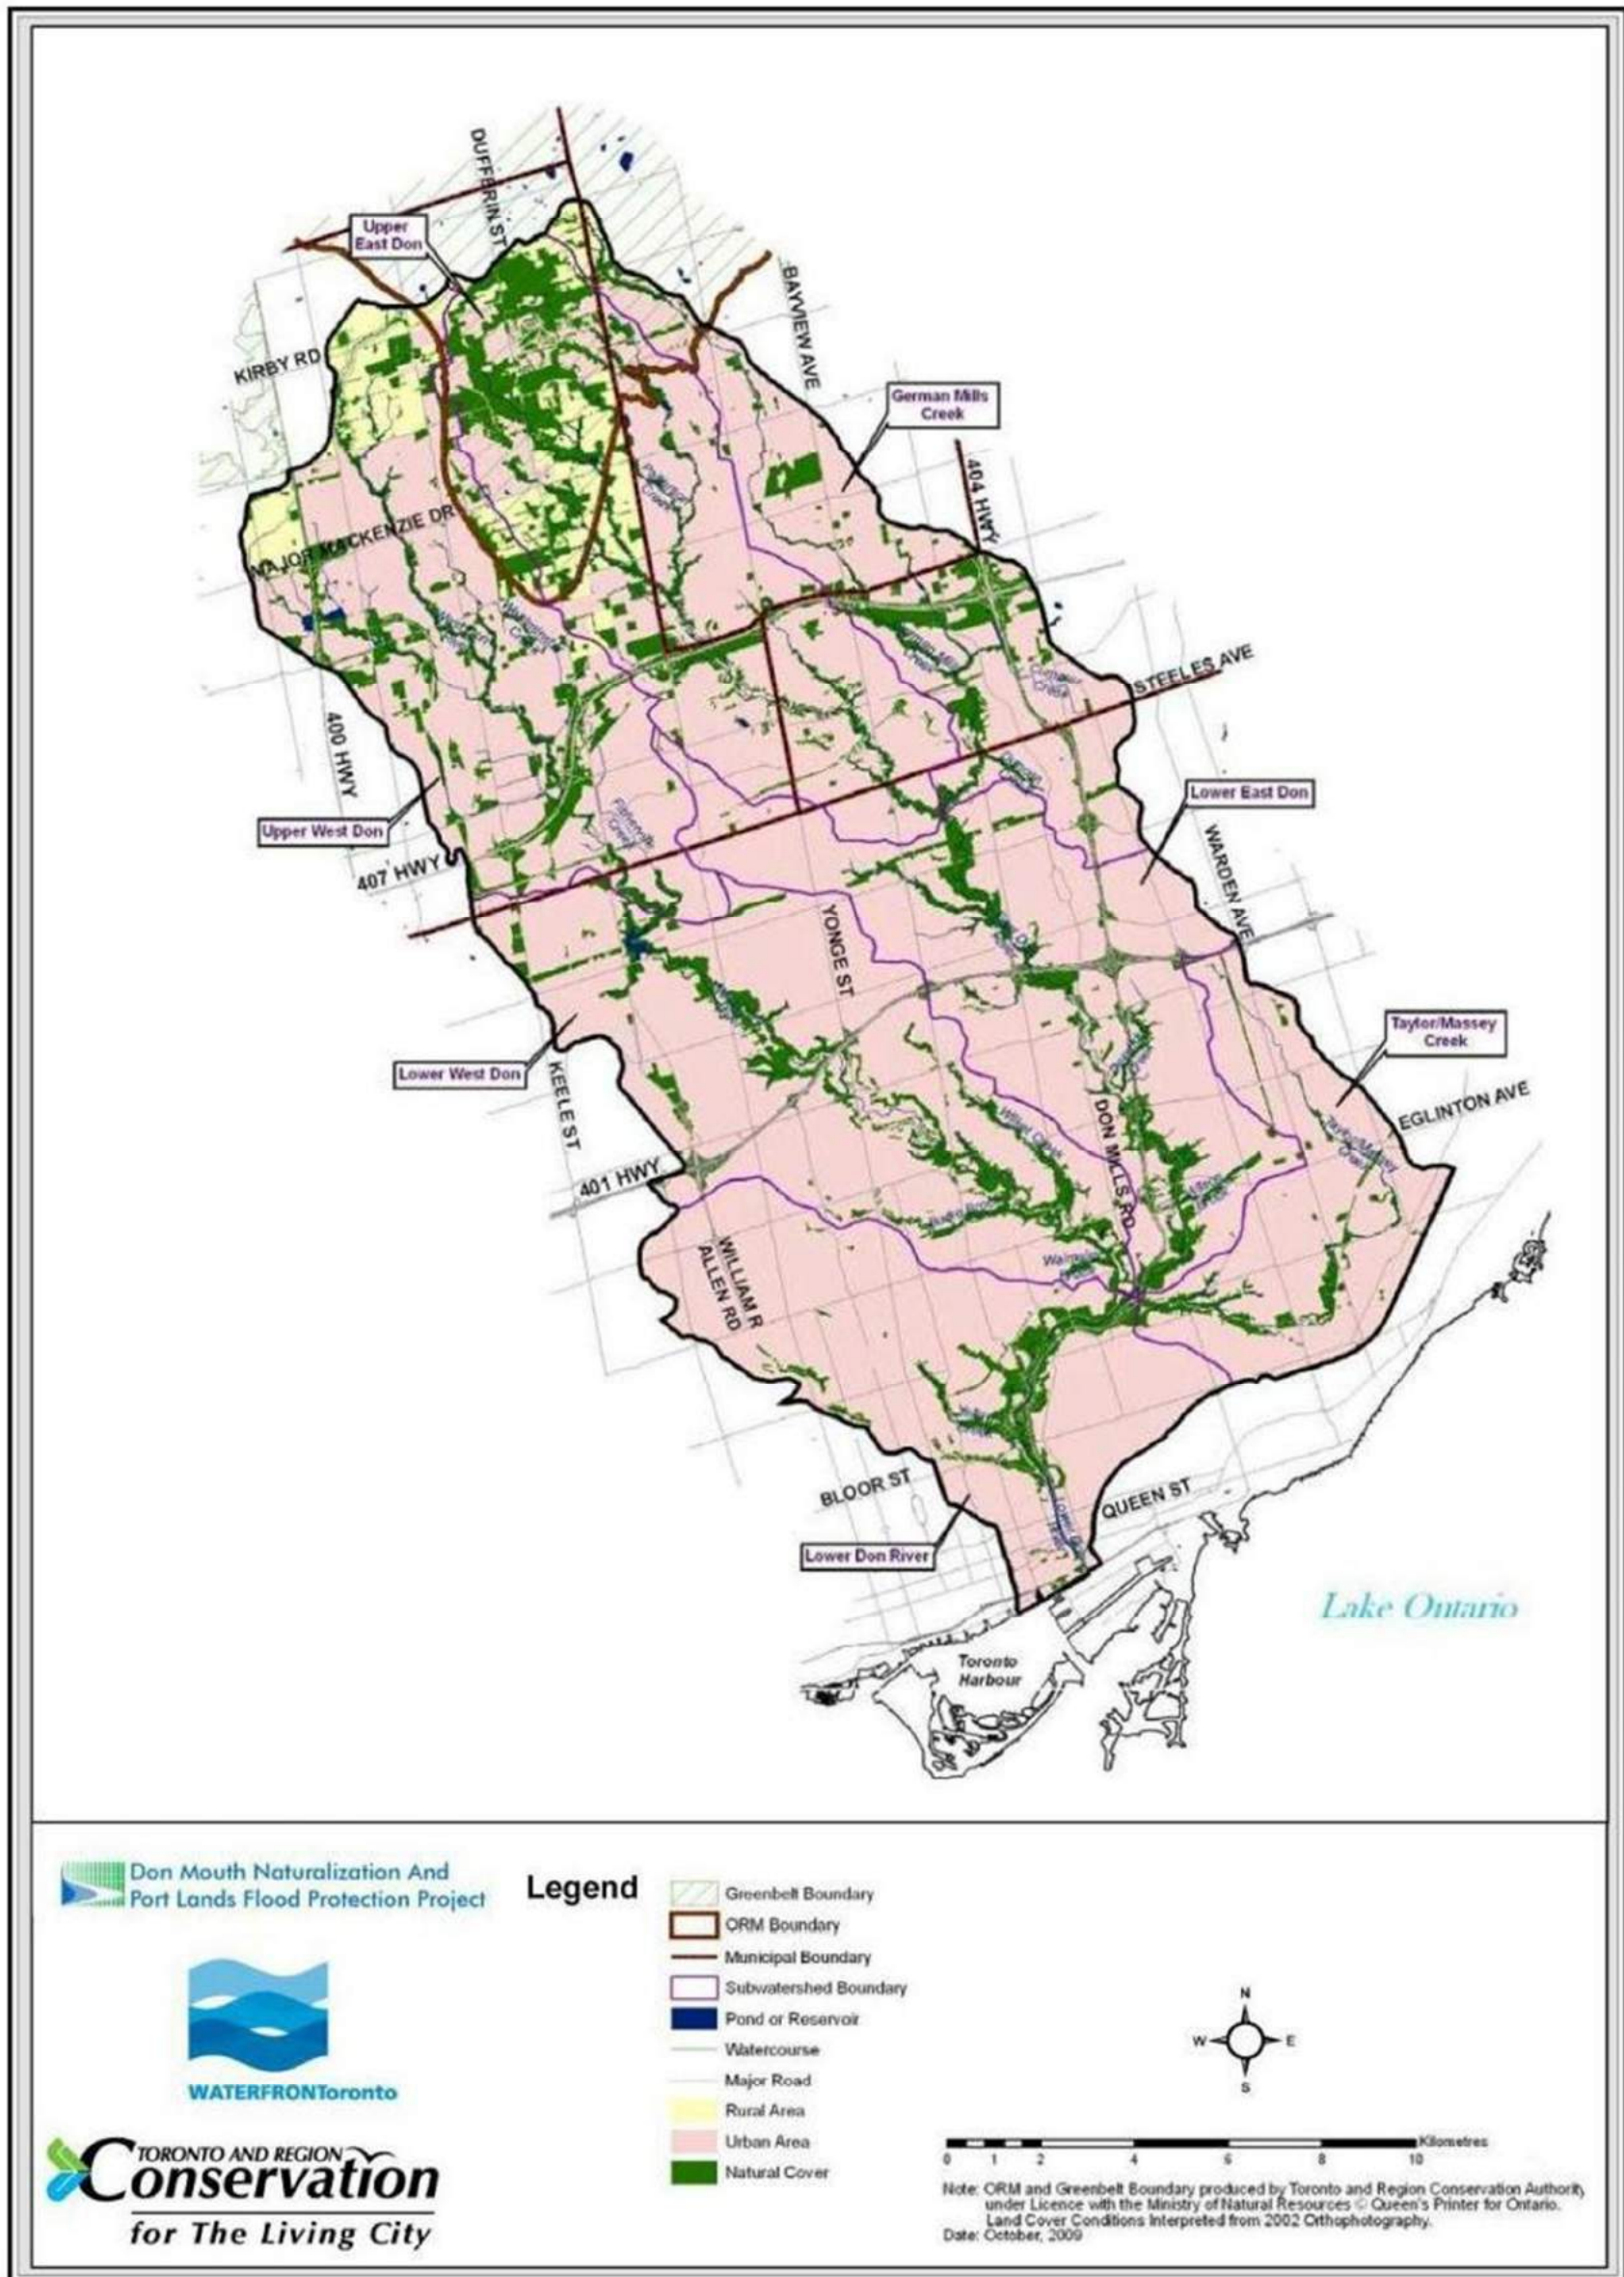 DUFFERIN ST
Upper
East Don
BAYVIEW AVE
KIRBY RD
German Mills
Creek
404 HWY
MAJOR MACKENZIE DR
STEELES AVE
400 HWY
Lower East Don
Upper West Don
407 HWY
WARDEN AVE
YONGE ST
Taylor/Massey
Creek
Lower West Don
KEELE ST
EGLINTON AVE
DON MILLS RD
401 HWY
WILLIAM R
ALLEN RD
BLOOR ST
QUEEN ST
Lower Don River
Lake Ontario
Toronto
Harbour
Don Mouth Naturalization And
Port Lands Flood Protection Project
WATERFRONToronto
TORONTO AND REGION
Conservation
for The Living City
Legend
Greenbelt Boundary
ORM Boundary
Municipal Boundary
Subwatershed Boundary
Pond or Reservoir
Watercourse
Major Road
Rural Area
Urban Area
Natural Cover
N
W E
S
Kilometres
0 1 2 4 6 8 10
Note: ORM and Greenbelt Boundary produced by Toronto and Region Conservation Authority
under Licence with the Ministry of Natural Resources © Queen's Printer for Ontario.
Land Cover Conditions Interpreted from 2002 Orthophotography.
Date: October, 2009